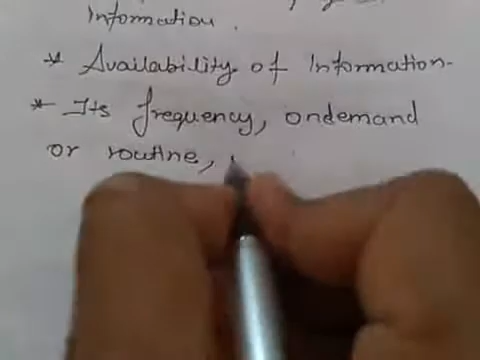 Information.
* Availability of Information.
* Its frequency, ondemand
or routine,